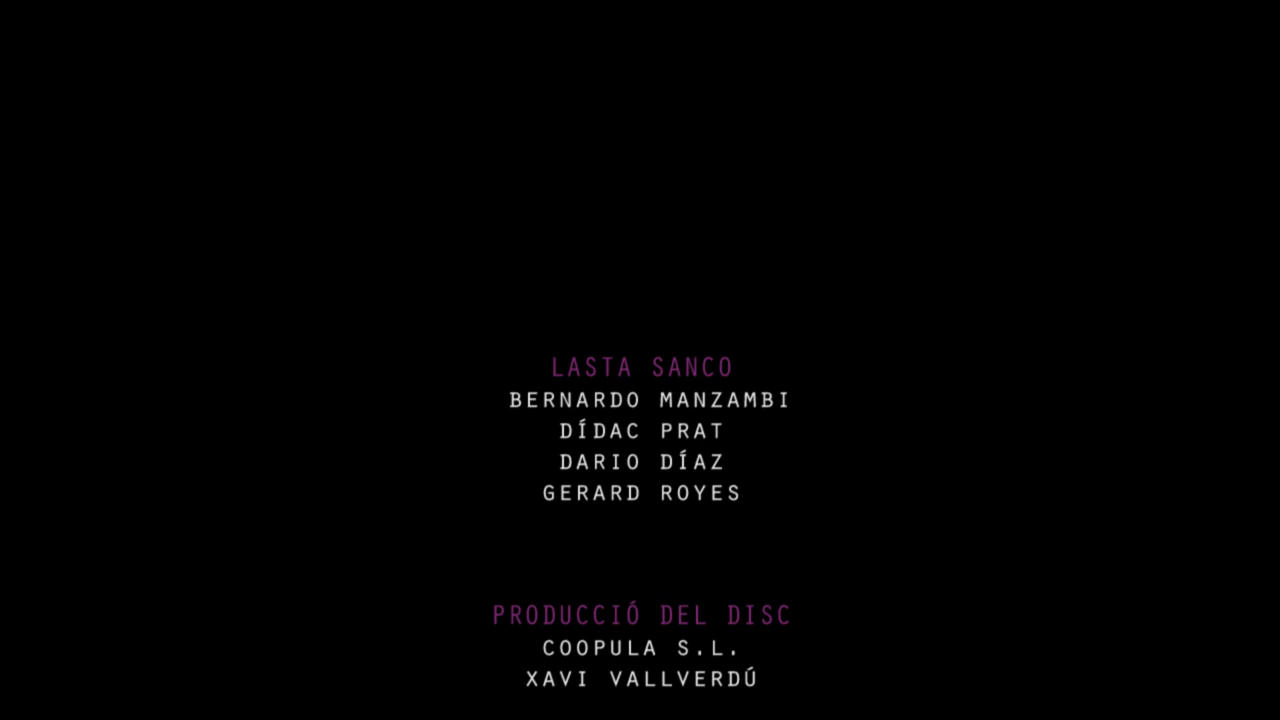 LASTA SANCO
BERNARDO MANZAMBI
DÍDAC PRAT
DARIO DÍAZ
GERARD ROYES
PRODUCCIÓ DEL DISC
COOPULA S.L.
XAVI VALLVERDÚ